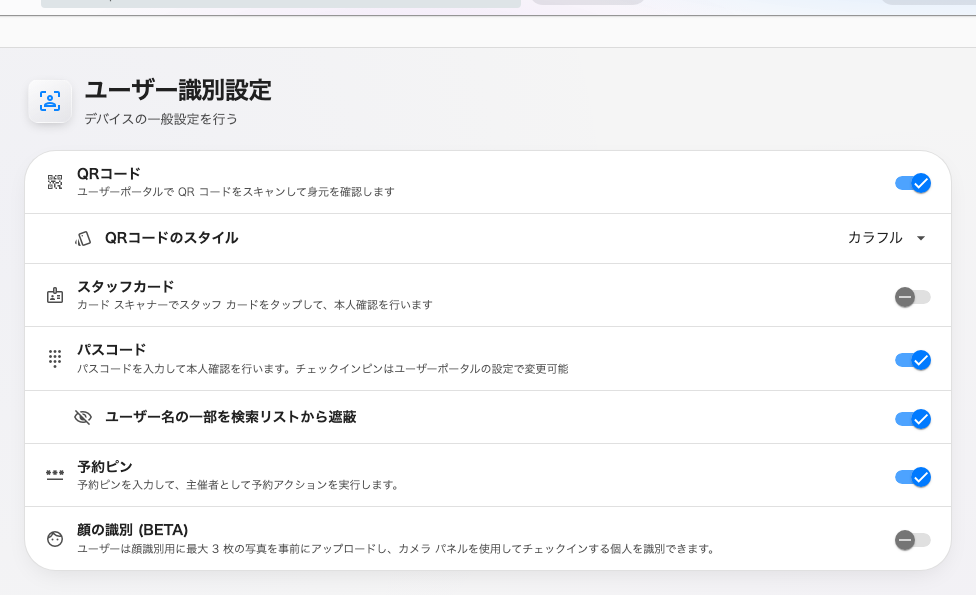 ユーザー識別設定
デバイスの一般設定を行う
QRコード
ユーザーポータルで QR コードをスキャンして身元を確認します
QRコードのスタイル
カラフル
スタッフカード
カード スキャナーでスタッフ カードをタップして、本人確認を行います
パスコード
パスコードを入力して本人確認を行います。チェックインピンはユーザーポータルの設定で変更可能
ユーザー名の一部を検索リストから遮蔽
予約ピン
予約ピンを入力して、主催者として予約アクションを実行します。
顔の識別 (BETA)
ユーザーは顔識別用に最大 3 枚の写真を事前にアップロードし、カメラ パネルを使用してチェックインする個人を識別できます。